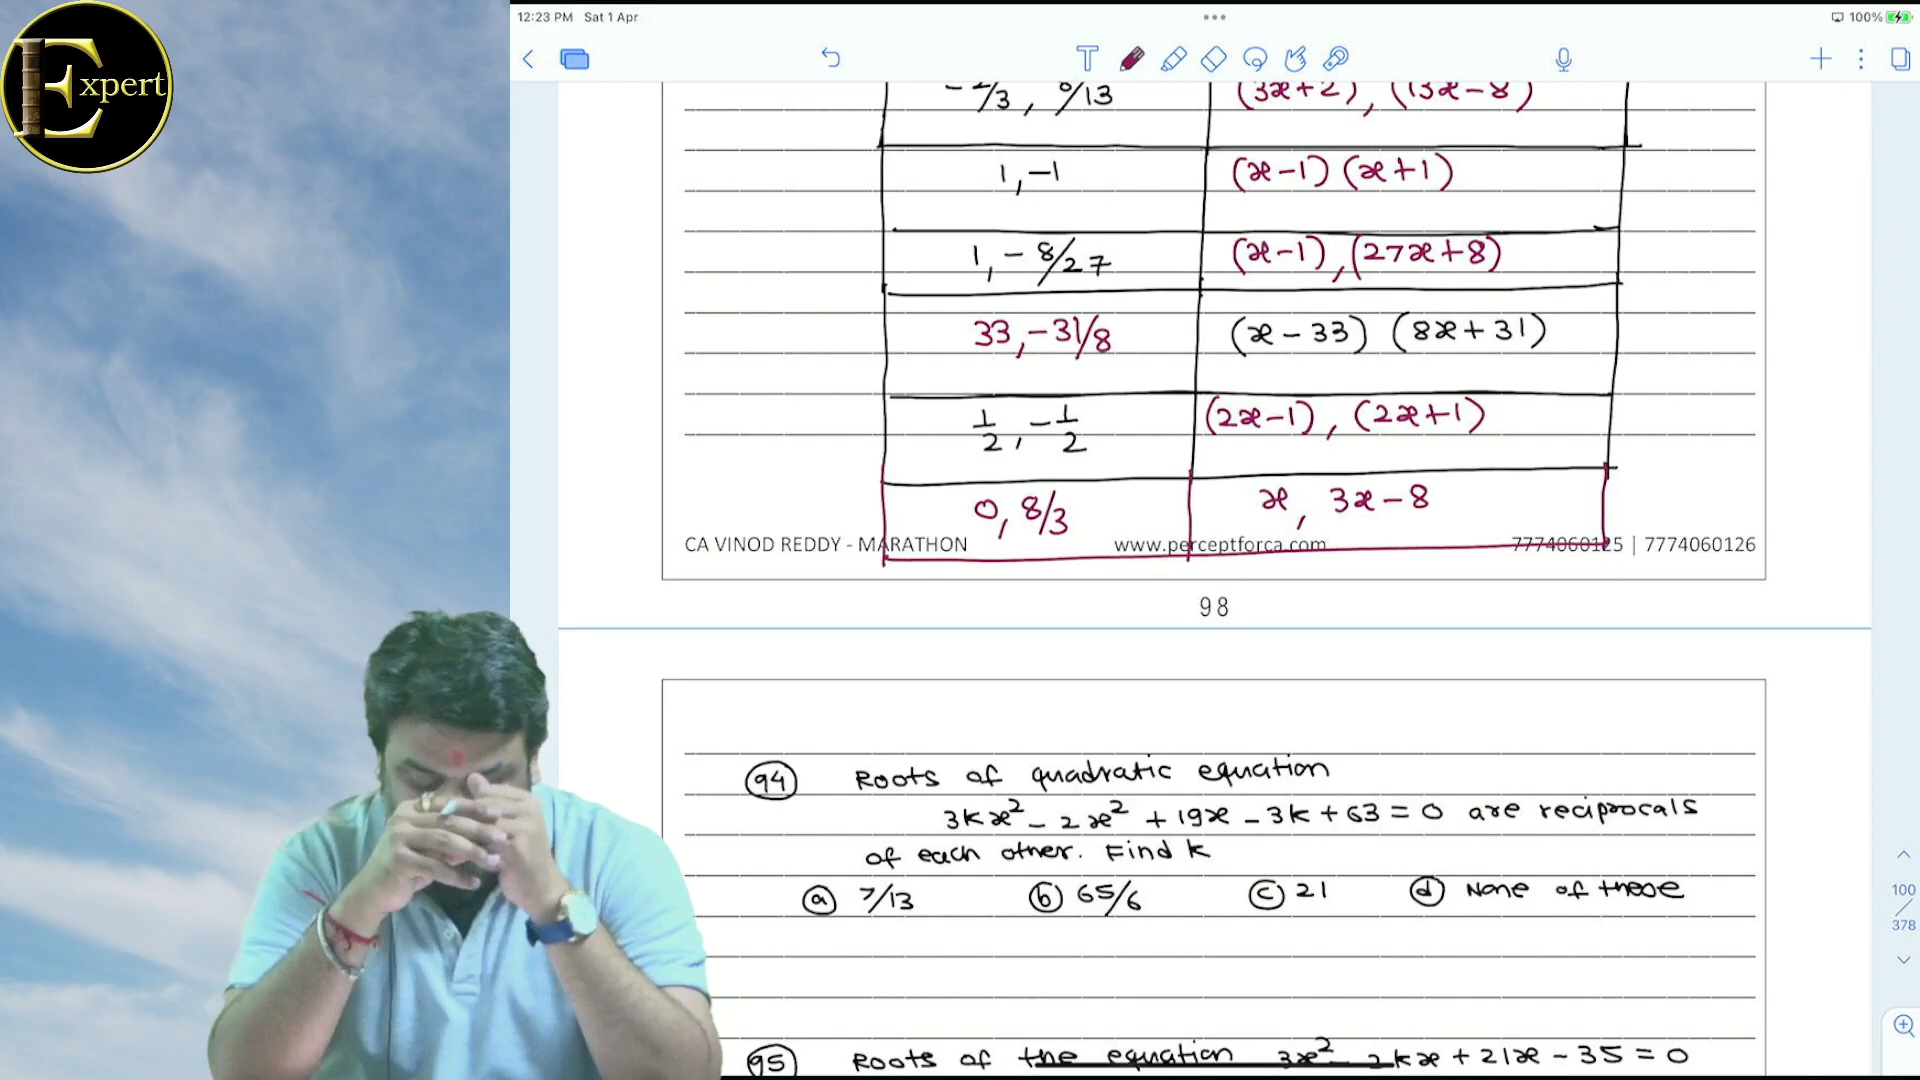 Expert
12:23 PM Sat 1 Apr
100%
T
-2/3, 8/13 (3x+2), (13x-8)
1, -1 (x-1) (x+1)
1, -8/27 (x-1), (27x+8)
33, -31/8 (x-33) (8x+31)
1/2, -1/2 (2x-1), (2x+1)
0, 8/3 x, 3x-8
CA VINOD REDDY - MARATHON www.perceptforca.com 7774060125 | 7774060126
98
94 Roots of quadratic equation
3kx² - 2x² + 19x - 3k + 63 = 0 are reciprocals
of each other. Find k
a 7/13 b 65/6 c 21 d None of these
100
378
95 Roots of the equation 3x² - 2kx + 21x - 35 = 0